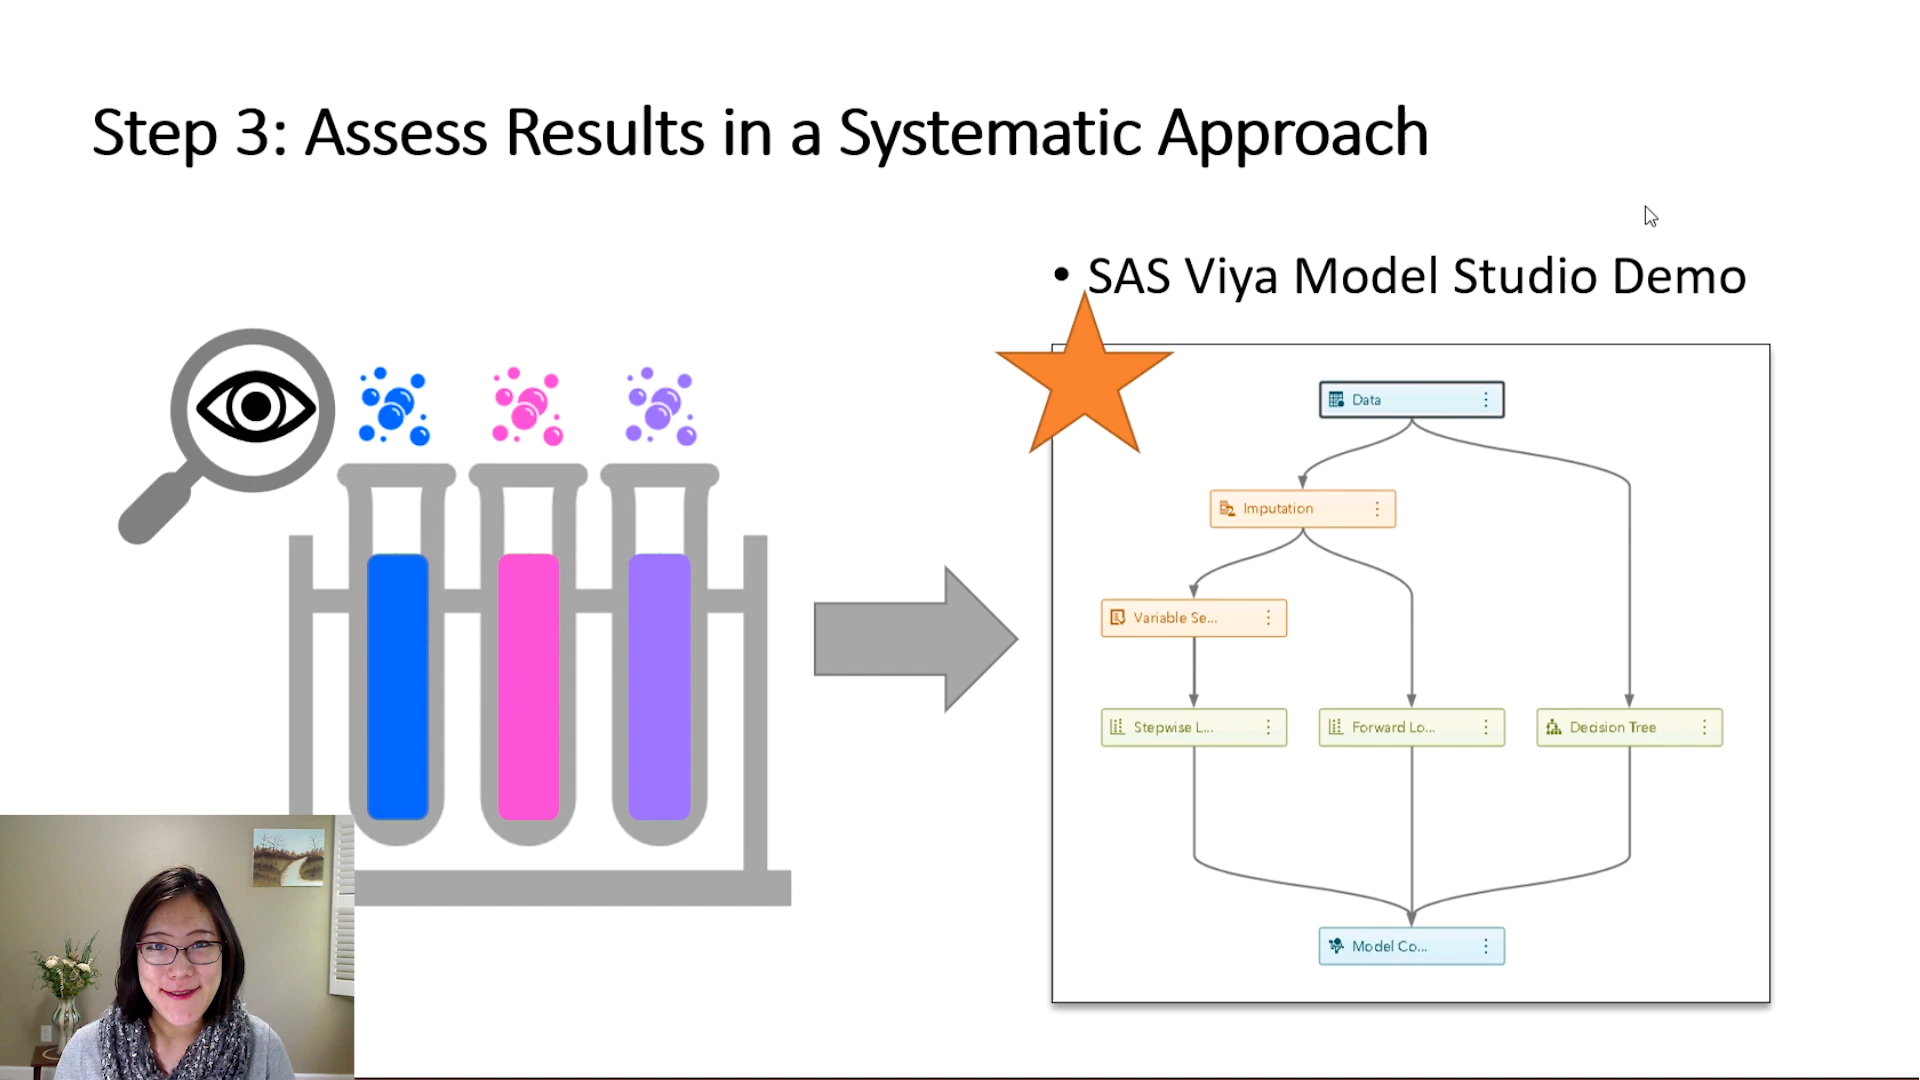 Step 3: Assess Results in a Systematic Approach
• SAS Viya Model Studio Demo
Data
Imputation
Variable Se...
Stepwise L...
Forward Lo...
Decision Tree
Model Co...